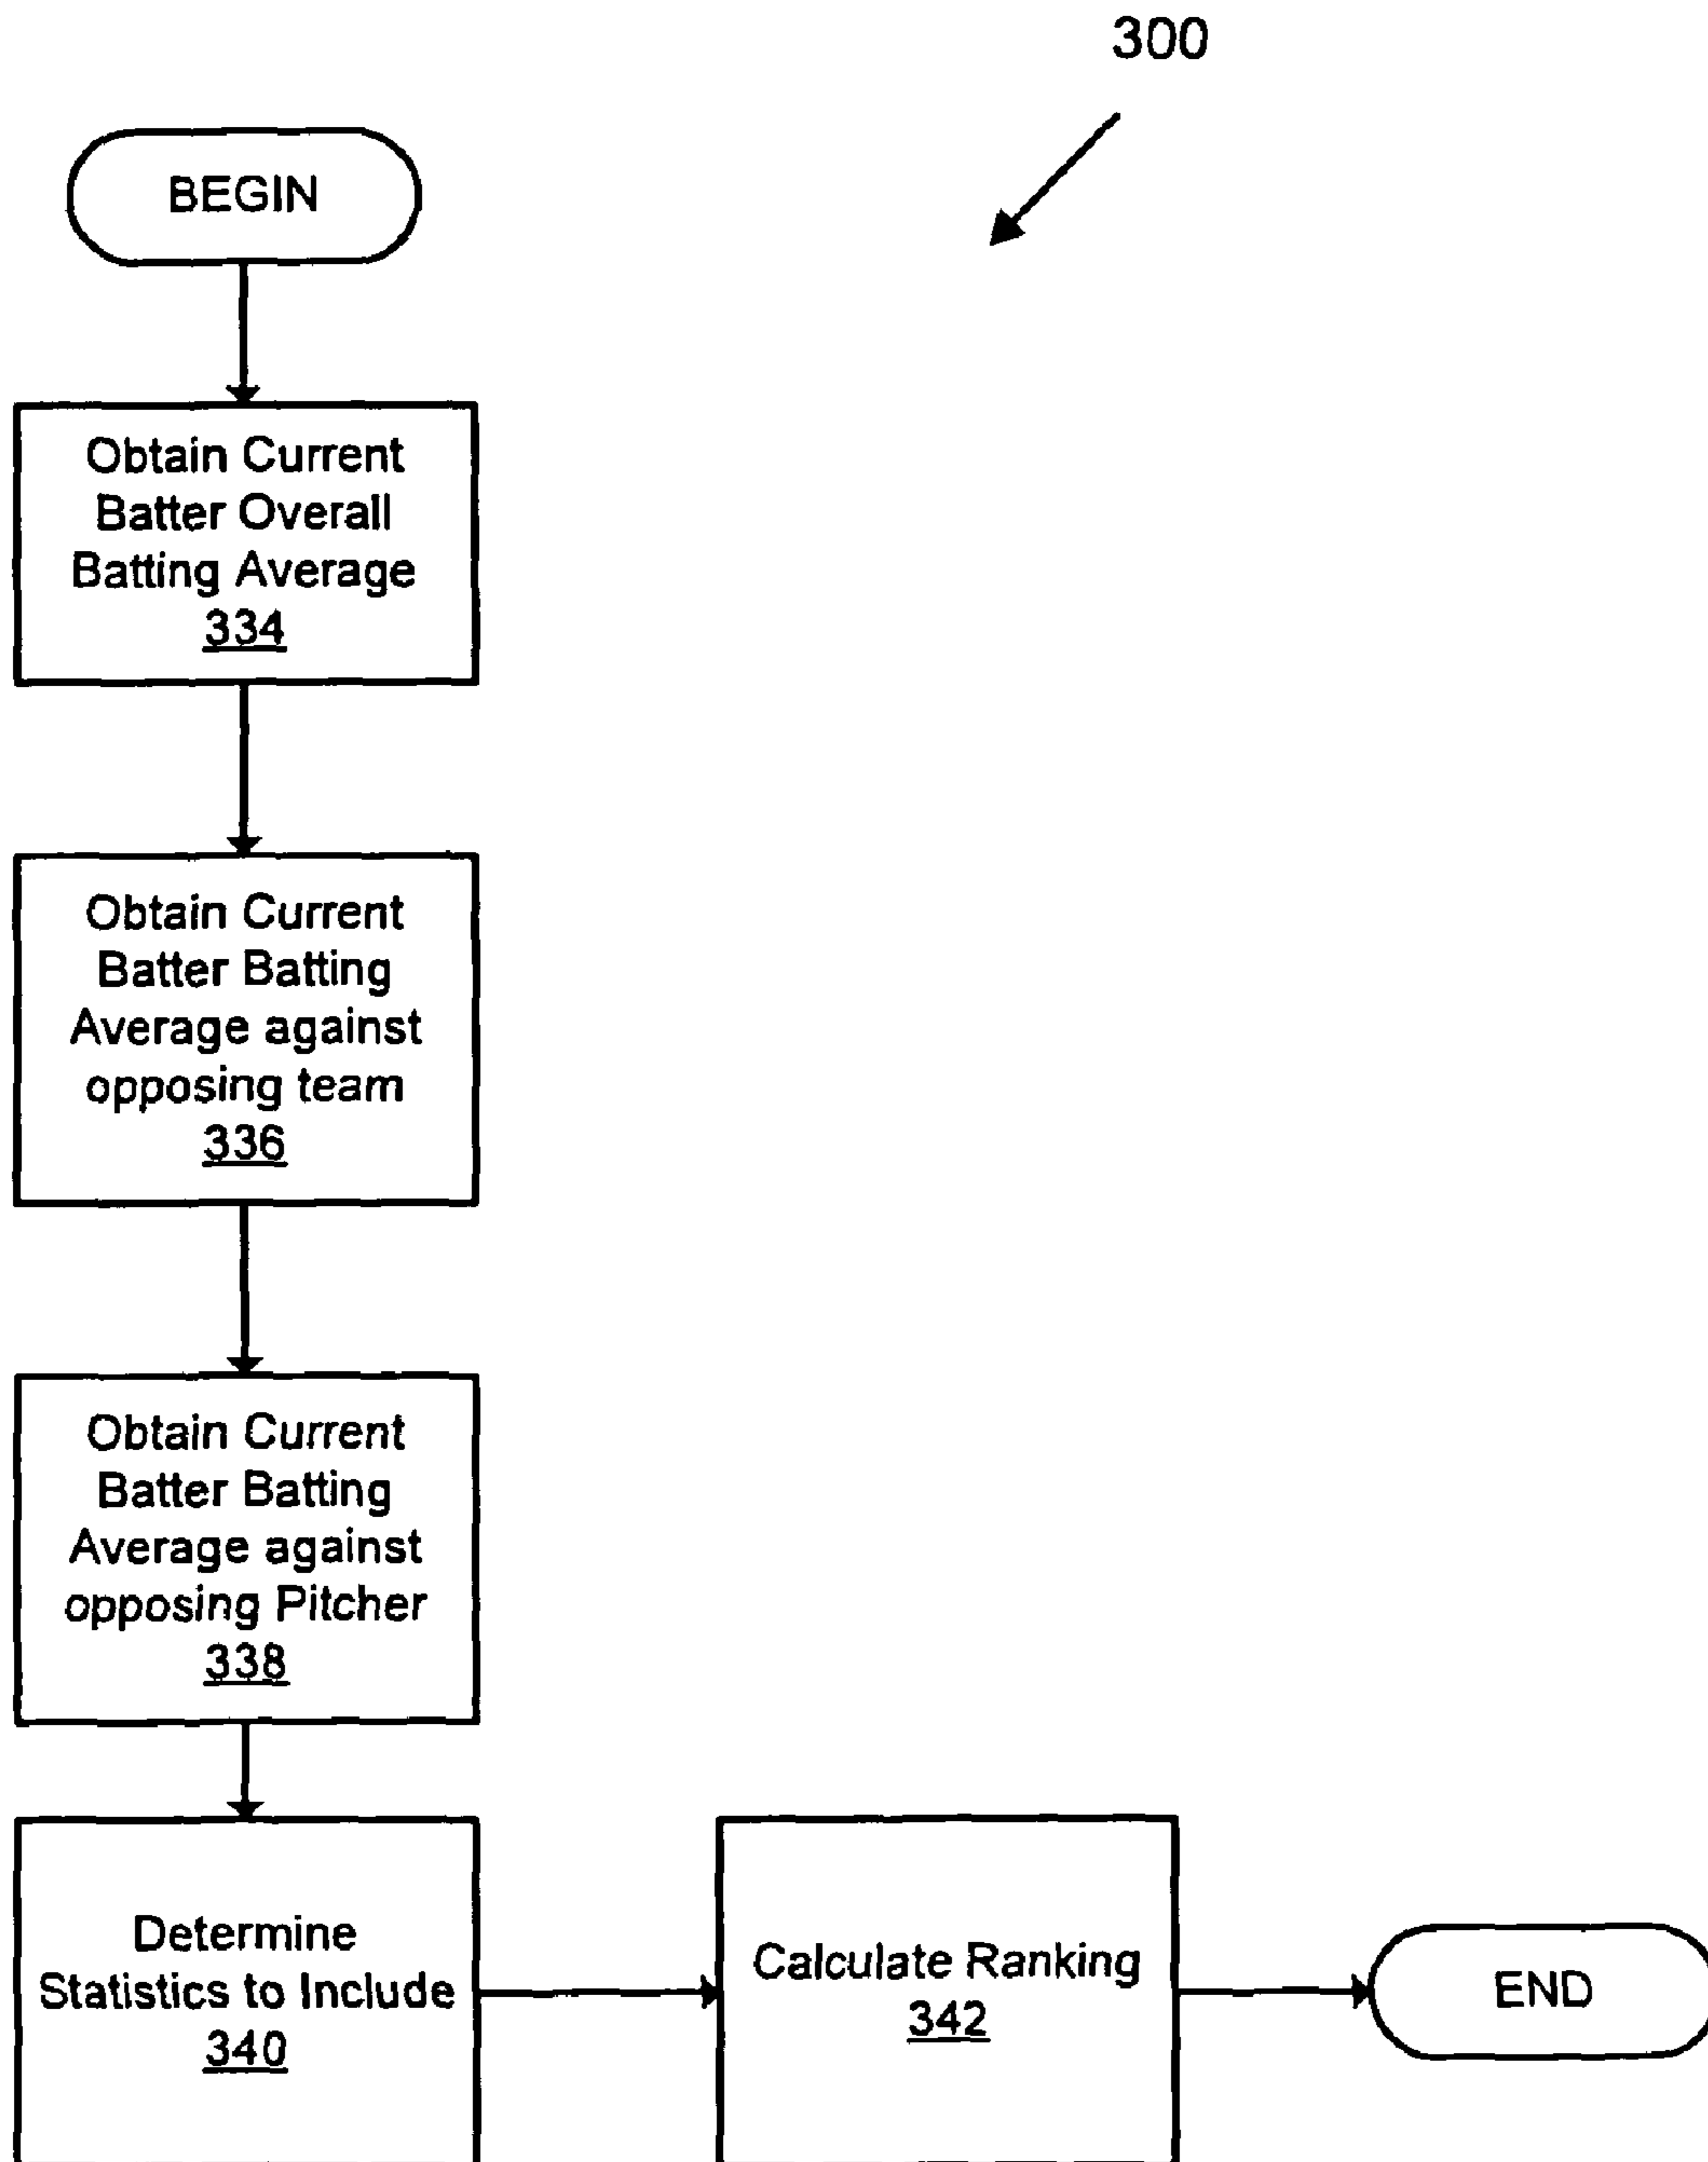 300
BEGIN
Obtain Current
Batter Overall
Batting Average
334
Obtain Current
Batter Batting
Average against
opposing team
336
Obtain Current
Batter Batting
Average against
opposing Pitcher
338
Determine
Statistics to Include
340
Calculate Ranking
342
END